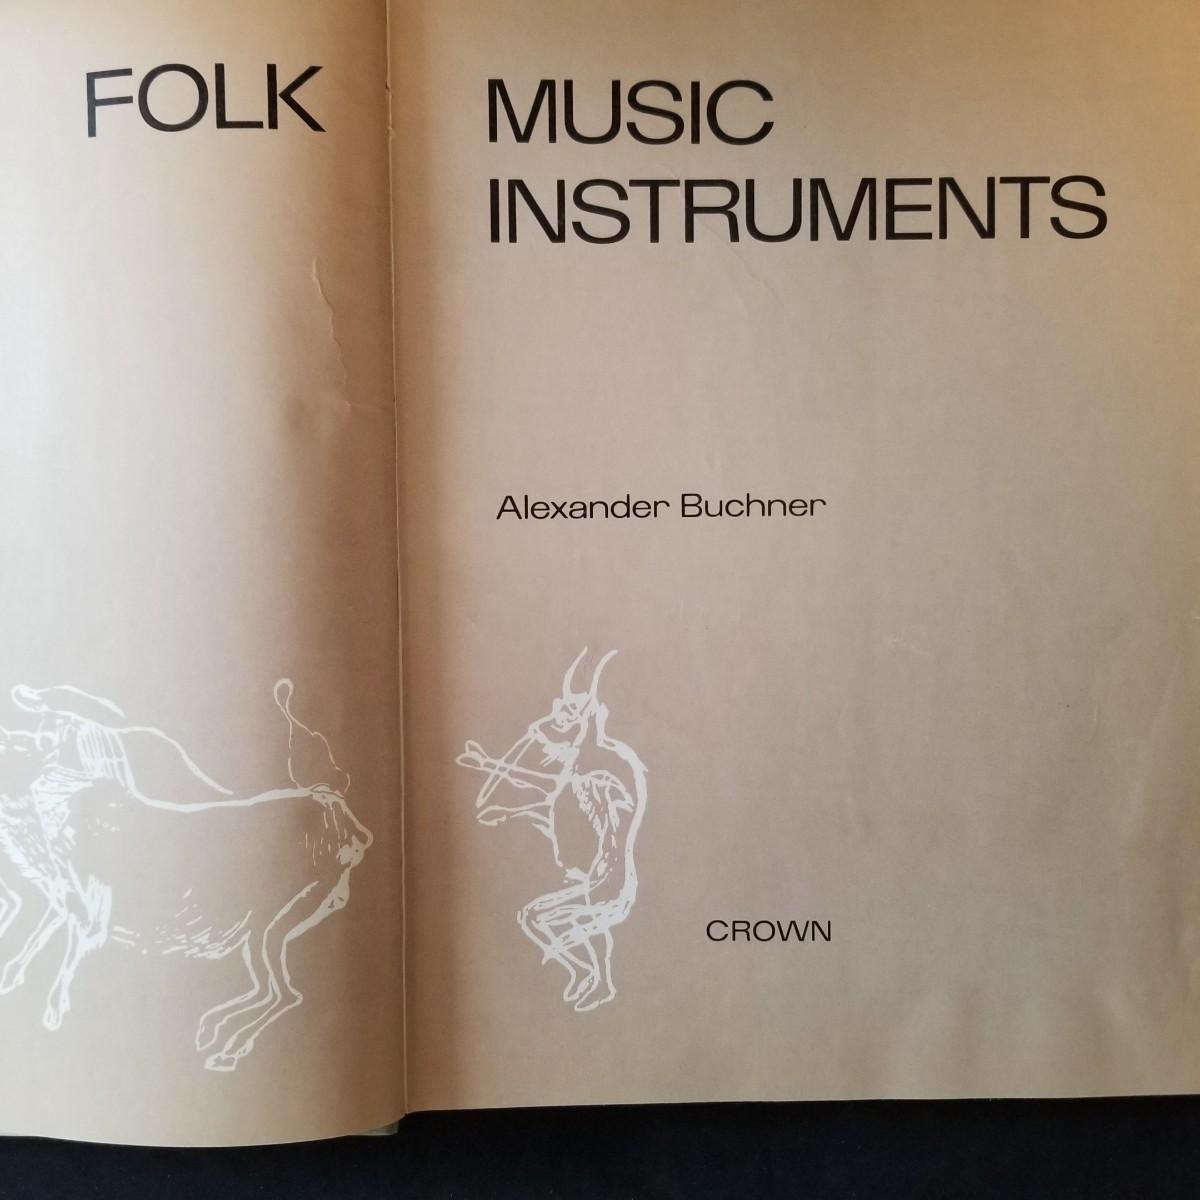 FOLK MUSIC
INSTRUMENTS
Alexander Buchner
CROWN